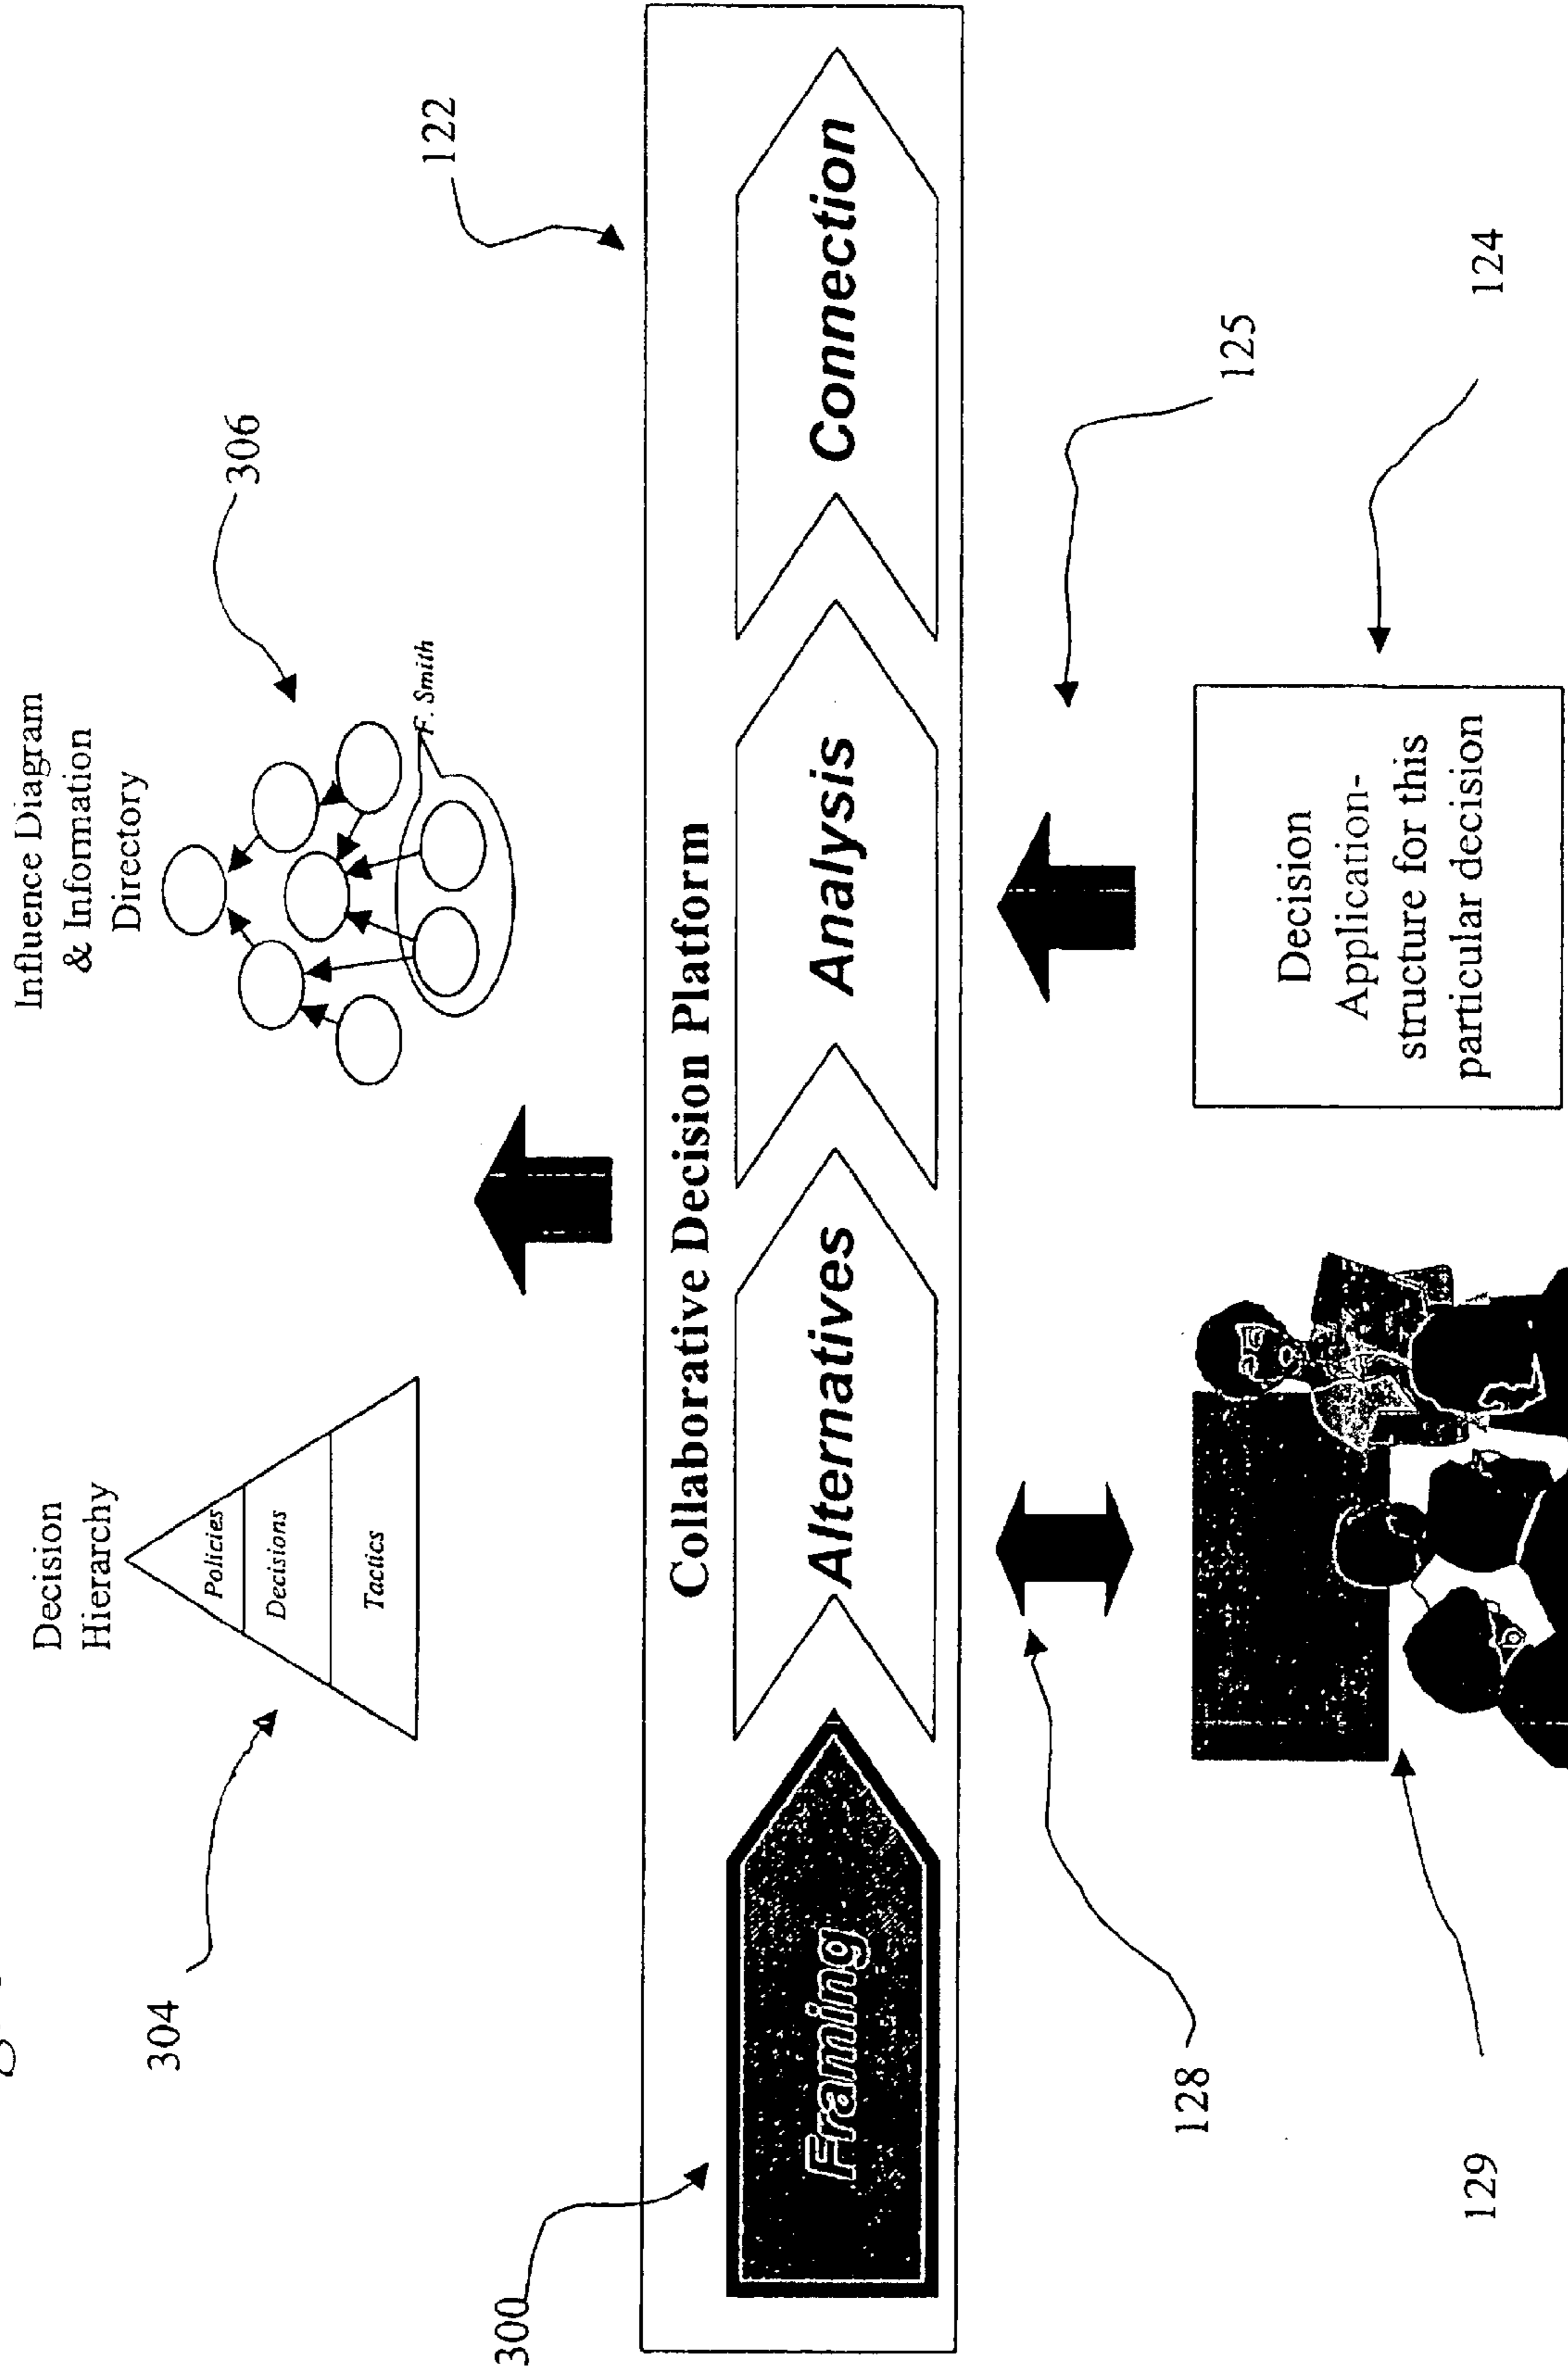 Decision
Hierarchy
304
Policies
Decisions
Tactics
Influence Diagram
& Information
Directory
306
F. Smith
122
300
Collaborative Decision Platform
Framing
Alternatives
Analysis
Connection
128
125
129
Decision
Application-
structure for this
particular decision
124